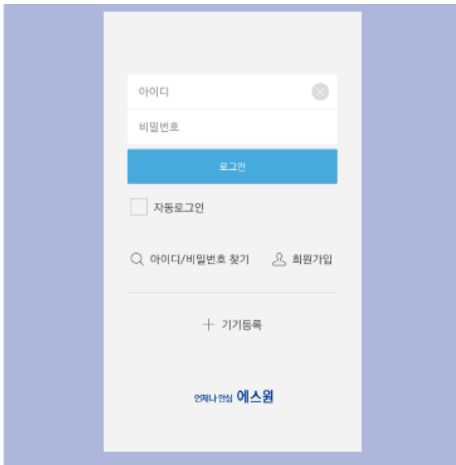 아이디
비밀번호
로그인
자동로그인
아이디/비밀번호 찾기 회원가입
기기등록
언제나 안심 에스원